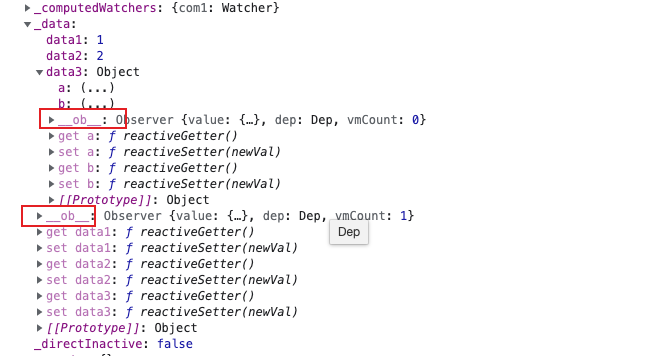 _computedWatchers: {com1: Watcher}
_data:
data1: 1
data2: 2
data3: Object
a: (...)
b: (...)
__ob__: Observer {value: {…}, dep: Dep, vmCount: 0}
get a: ƒ reactiveGetter()
set a: ƒ reactiveSetter(newVal)
get b: ƒ reactiveGetter()
set b: ƒ reactiveSetter(newVal)
[[Prototype]]: Object
__ob__: Observer {value: {…}, dep: Dep, vmCount: 1}
get data1: ƒ reactiveGetter()
Dep
set data1: ƒ reactiveSetter(newVal)
get data2: ƒ reactiveGetter()
set data2: ƒ reactiveSetter(newVal)
get data3: ƒ reactiveGetter()
set data3: ƒ reactiveSetter(newVal)
[[Prototype]]: Object
_directInactive: false